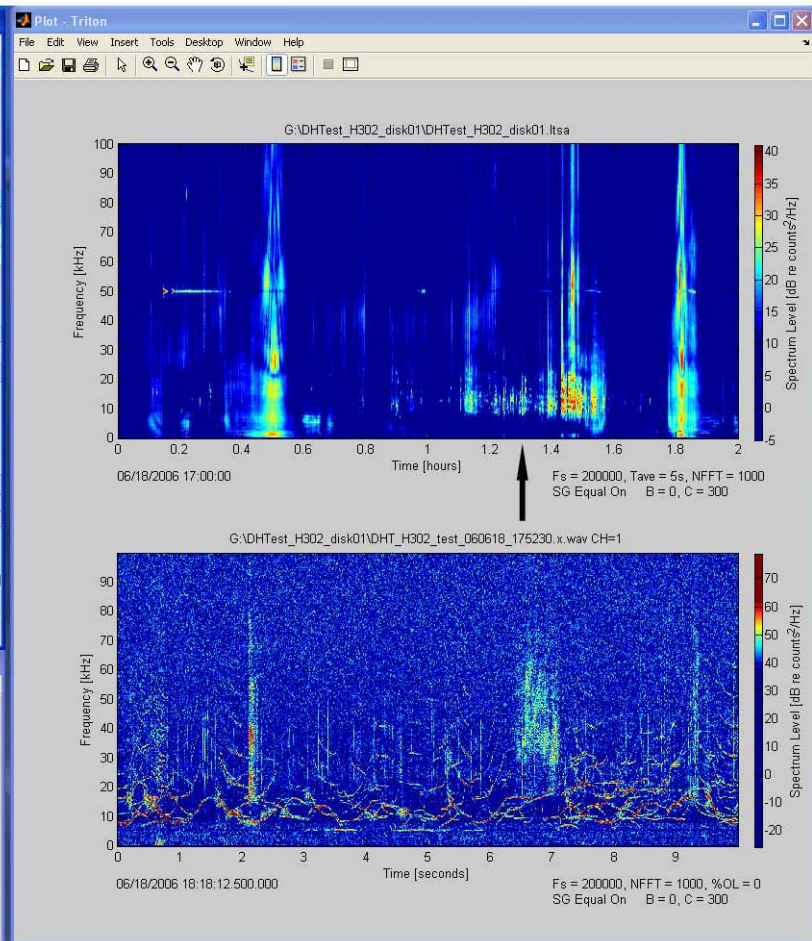 Plot - Triton
File Edit View Insert Tools Desktop Window Help
G:\DHTest_H302_disk01\DHTest_H302_disk01.ltsa
100
90
80
70
60
50
40
30
20
10
0
Frequency [kHz]
0 0.2 0.4 0.6 0.8 1 1.2 1.4 1.6 1.8 2
Time [hours]
40
35
30
25
20
15
10
5
0
-5
Spectrum Level [dB re counts²/Hz]
06/18/2006 17:00:00
Fs = 200000, Tave = 5s, NFFT = 1000
SG Equal On B = 0, C = 300
G:\DHTest_H302_disk01\DHT_H302_test_060618_175230.x.wav CH=1
90
80
70
60
50
40
30
20
10
0
Frequency [kHz]
0 1 2 3 4 5 6 7 8 9
Time [seconds]
70
60
50
40
30
20
10
0
-10
-20
Spectrum Level [dB re counts²/Hz]
06/18/2006 18:18:12.500.000
Fs = 200000, NFFT = 1000, %OL = 0
SG Equal On B = 0, C = 300